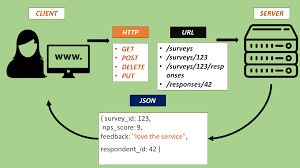 CLIENT
HTTP
URL
SERVER
WWW.
• GET
• POST
• DELETE
• PUT
• /surveys
• /surveys/123
• /surveys/123/resp
onses
• /responses/42
JSON
{ survey_id: 123,
nps_score: 9,
feedback: "love the service",
respondent_id: 42 }